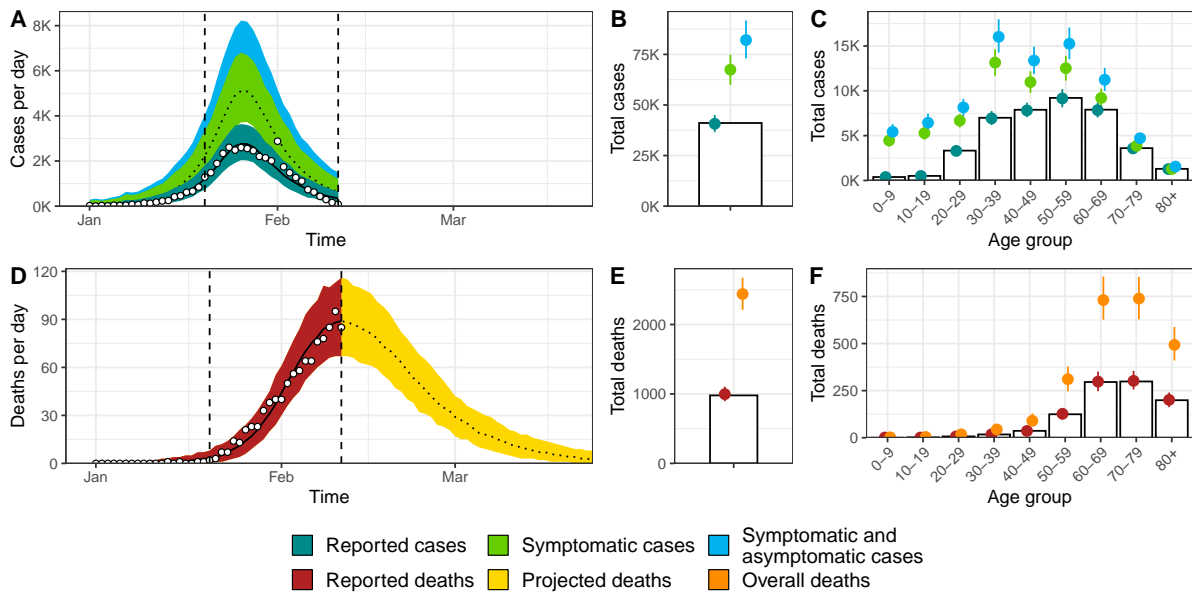 A
Cases per day
8K
6K
4K
2K
0K
Jan
Feb
Mar
Time
B
Total cases
75K
50K
25K
0K
C
Total cases
15K
10K
5K
0K
0−9
10−19
20−29
30−39
40−49
50−59
60−69
70−79
80+
Age group
D
Deaths per day
120
90
60
30
0
Jan
Feb
Mar
Time
E
Total deaths
2000
1000
0
F
Total deaths
750
500
250
0
0−9
10−19
20−29
30−39
40−49
50−59
60−69
70−79
80+
Age group
Reported cases
Symptomatic cases
Symptomatic and
asymptomatic cases
Reported deaths
Projected deaths
Overall deaths